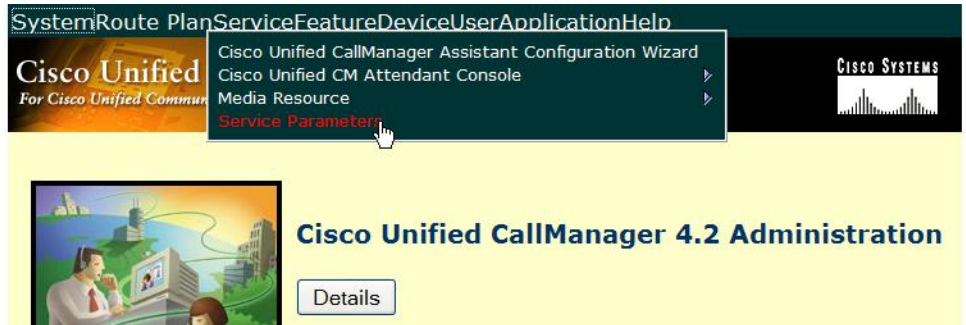 SystemRoute PlanServiceFeatureDeviceUserApplicationHelp
Cisco Unified CallManager Assistant Configuration Wizard
Cisco Unified CM Attendant Console
Media Resource
Service Parameters
Cisco Unified
For Cisco Unified Commun
CISCO SYSTEMS
Cisco Unified CallManager 4.2 Administration
Details